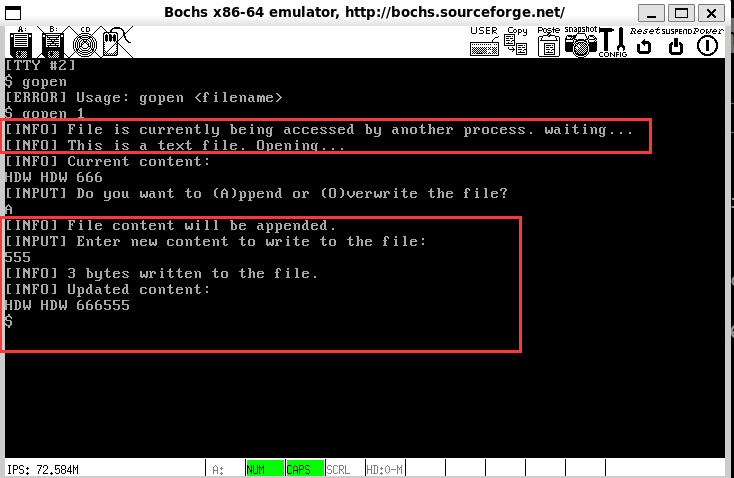 Bochs x86-64 emulator, http://bochs.sourceforge.net/
A: B: CD USER Copy Paste snapshot CONFIG Reset SUSPEND Power
[TTY #2]
$ gopen
[ERROR] Usage: gopen <filename>
$ gopen 1
[INFO] File is currently being accessed by another process. waiting...
[INFO] This is a text file. Opening...
[INFO] Current content:
HDW HDW 666
[INPUT] Do you want to (A)ppend or (O)verwrite the file?
A
[INFO] File content will be appended.
[INPUT] Enter new content to write to the file:
555
[INFO] 3 bytes written to the file.
[INFO] Updated content:
HDW HDW 666555
$
IPS: 72.584M A: NUM CAPS SCRL HD:0-M